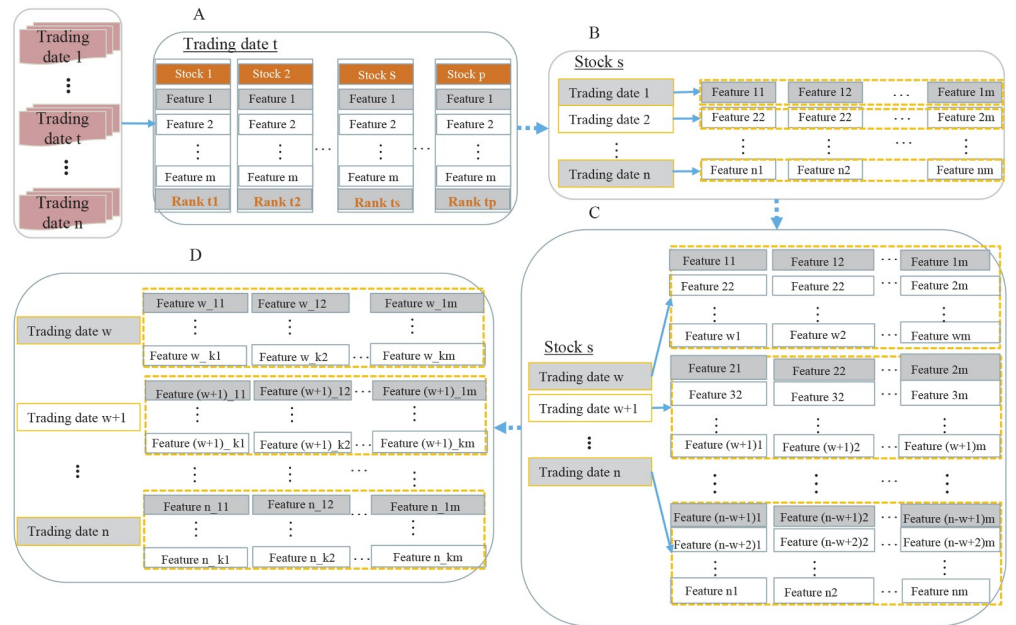 Trading
date 1
Trading
date t
Trading
date n
A
Trading date t
Stock 1
Stock 2
Stock S
Stock p
Feature 1
Feature 1
Feature 1
Feature 1
Feature 2
Feature 2
Feature 2
Feature 2
...
...
Feature m
Feature m
Feature m
Feature m
Rank t1
Rank t2
Rank ts
Rank tp
B
Stock s
Trading date 1
Feature 11
Feature 12
...
Feature 1m
Trading date 2
Feature 22
Feature 22
...
Feature 2m
...
Trading date n
Feature n1
Feature n2
Feature nm
C
Stock s
Trading date w
Trading date w+1
Trading date n
Feature 11
Feature 12
...
Feature 1m
Feature 22
Feature 22
...
Feature 2m
Feature w1
Feature w2
...
Feature wm
Feature 21
Feature 22
...
Feature 2m
Feature 32
Feature 32
...
Feature 3m
Feature (w+1)1
Feature (w+1)2
...
Feature (w+1)m
...
Feature (n-w+1)1
Feature (n-w+1)2
...
Feature (n-w+1)m
Feature (n-w+2)1
Feature (n-w+2)2
...
Feature (n-w+2)m
Feature n1
Feature n2
...
Feature nm
D
Trading date w
Feature w_11
Feature w_12
Feature w_1m
Feature w_ k1
Feature w_k2
...
Feature w_km
Trading date w+1
Feature (w+1)_11
Feature (w+1)_12
...
Feature (w+1)_1m
Feature (w+1)_ k1
Feature (w+1)_ k2
...
Feature (w+1)_km
...
Trading date n
Feature n_11
Feature n_12
...
Feature n_1m
Feature n_ k1
Feature n_k2
...
Feature n_km